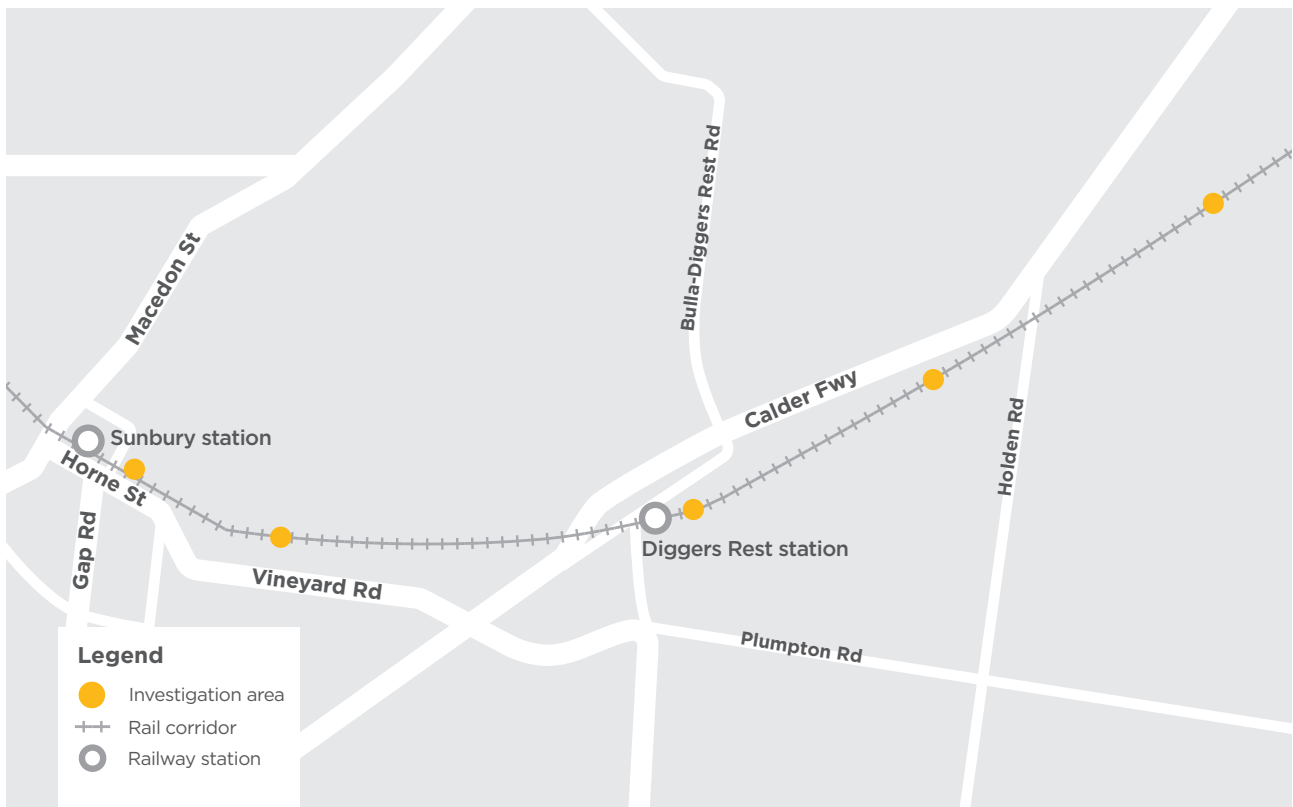 Bulla-Diggers Rest Rd
Macedon St
Calder Fwy
Holden Rd
Sunbury station
Horne St
Gap Rd
Diggers Rest station
Vineyard Rd
Plumpton Rd
Legend
Investigation area
Rail corridor
Railway station